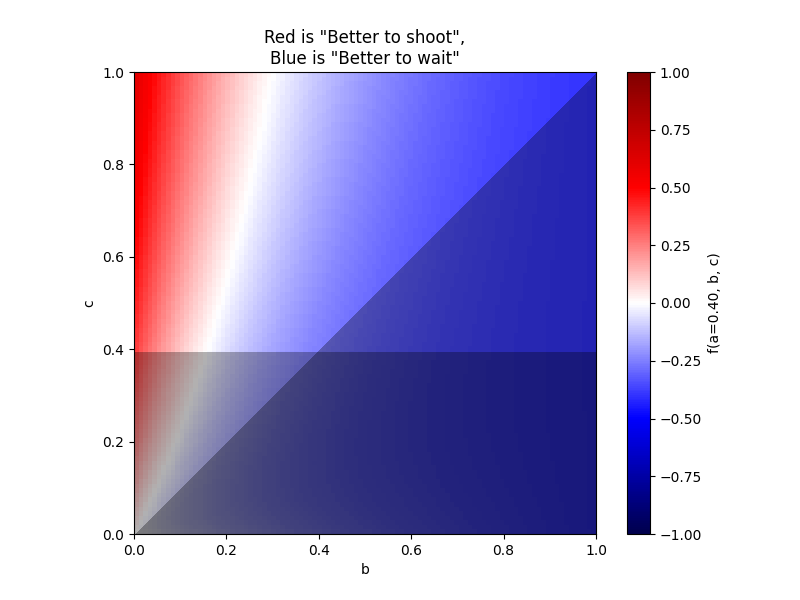 Red is "Better to shoot",
Blue is "Better to wait"
1.0
0.8
0.6
0.4
0.2
0.0
c
0.0 0.2 0.4 0.6 0.8 1.0
b
1.00
0.75
0.50
0.25
0.00
−0.25
−0.50
−0.75
−1.00
f(a=0.40, b, c)